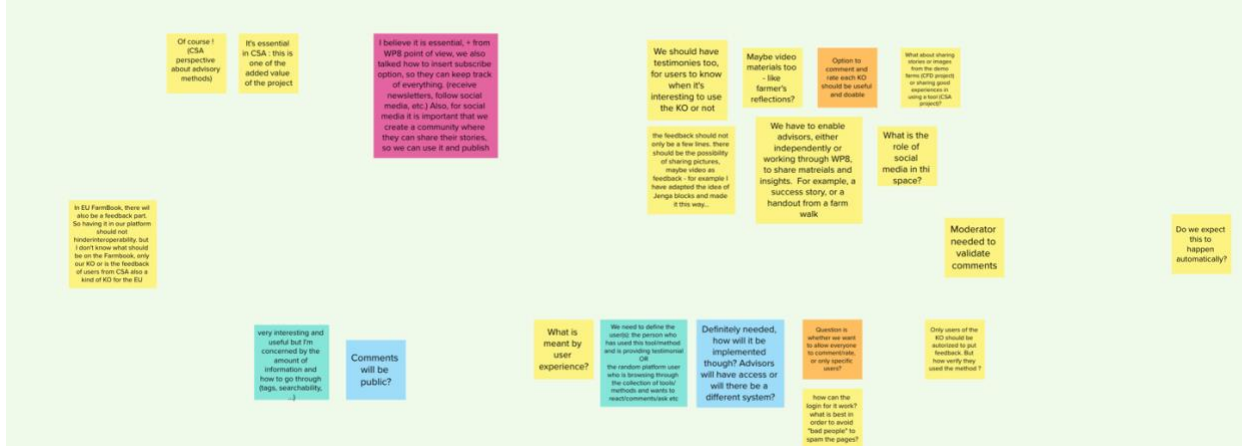 Of course !
(CSA
perspective
about advisory
methods)
It's essential
in CSA : this is
one of the
added value
of the project
I believe it is essential, + from
WP8 point of view, we also
talked how to insert subscribe
option, so they can keep track
of everything. (receive
newsletters, follow social
media, etc.) Also, for social
media it is important that we
create a community where
they can share their stories,
so we can use it and publish
We should have
testimonies too,
for users to know
when it's
interesting to use
the KO or not
Maybe video
materials too
- like
farmer's
reflections?
Option to
comment and
rate each KO
should be useful
and doable
What about sharing
stories or images
from the demo
farms (CFD project)
or sharing good
experiences in
using a tool (CSA
project)?
the feedback should not
only be a few lines. there
should be the possibility
of sharing pictures,
maybe video as
feedback - for example I
have adapted the idea of
Jenga blocks and made
it this way...
We have to enable
advisors, either
independently or
working through WP8,
to share matreials and
insights. For example, a
success story, or a
handout from a farm
walk
What is the
role of
social
media in thi
space?
In EU FarmBook, there wil
also be a feedback part.
So having it in our platform
should not
hinderinteroperability, but
I don't know what should
be on the Farmbook, only
our KO or is the feedback
of users from CSA also a
kind of KO for the EU
Moderator
needed to
validate
comments
Do we expect
this to
happen
automatically?
very interesting and
useful but I'm
concerned by the
amount of
information and
how to go through
(tags, searchability,
...)
Comments
will be
public?
What is
meant by
user
experience?
We need to define the
user(s): the person who
has used this tool/method
and is providing testimonial
OR
the random platform user
who is browsing through
the collection of tools/
methods and wants to
react/comments/ask etc
Definitely needed,
how will it be
implemented
though? Advisors
will have access or
will there be a
different system?
Question is
whether we want
to allow everyone
to comment/rate,
or only specific
users?
Only users of the
KO should be
autorized to put
feedback. But
how verify they
used the method ?
how can the
login for it work?
what is best in
order to avoid
"bad people" to
spam the pages?